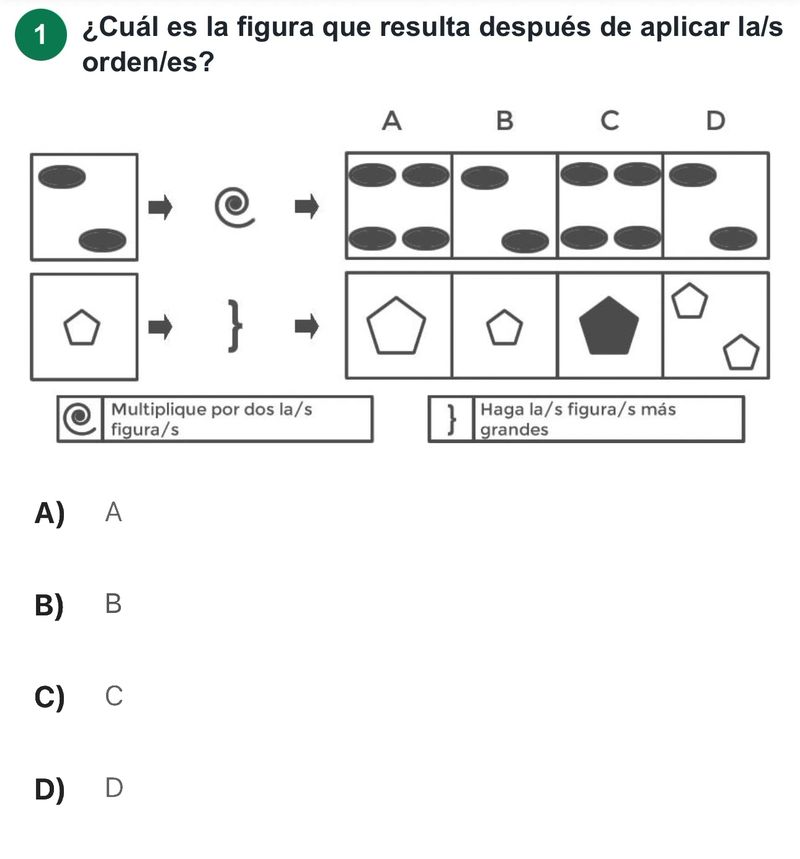 1 ¿Cuál es la figura que resulta después de aplicar la/s
orden/es?
A B C D
Multiplique por dos la/s
figura/s
} Haga la/s figura/s más
grandes
A) A
B) B
C) C
D) D